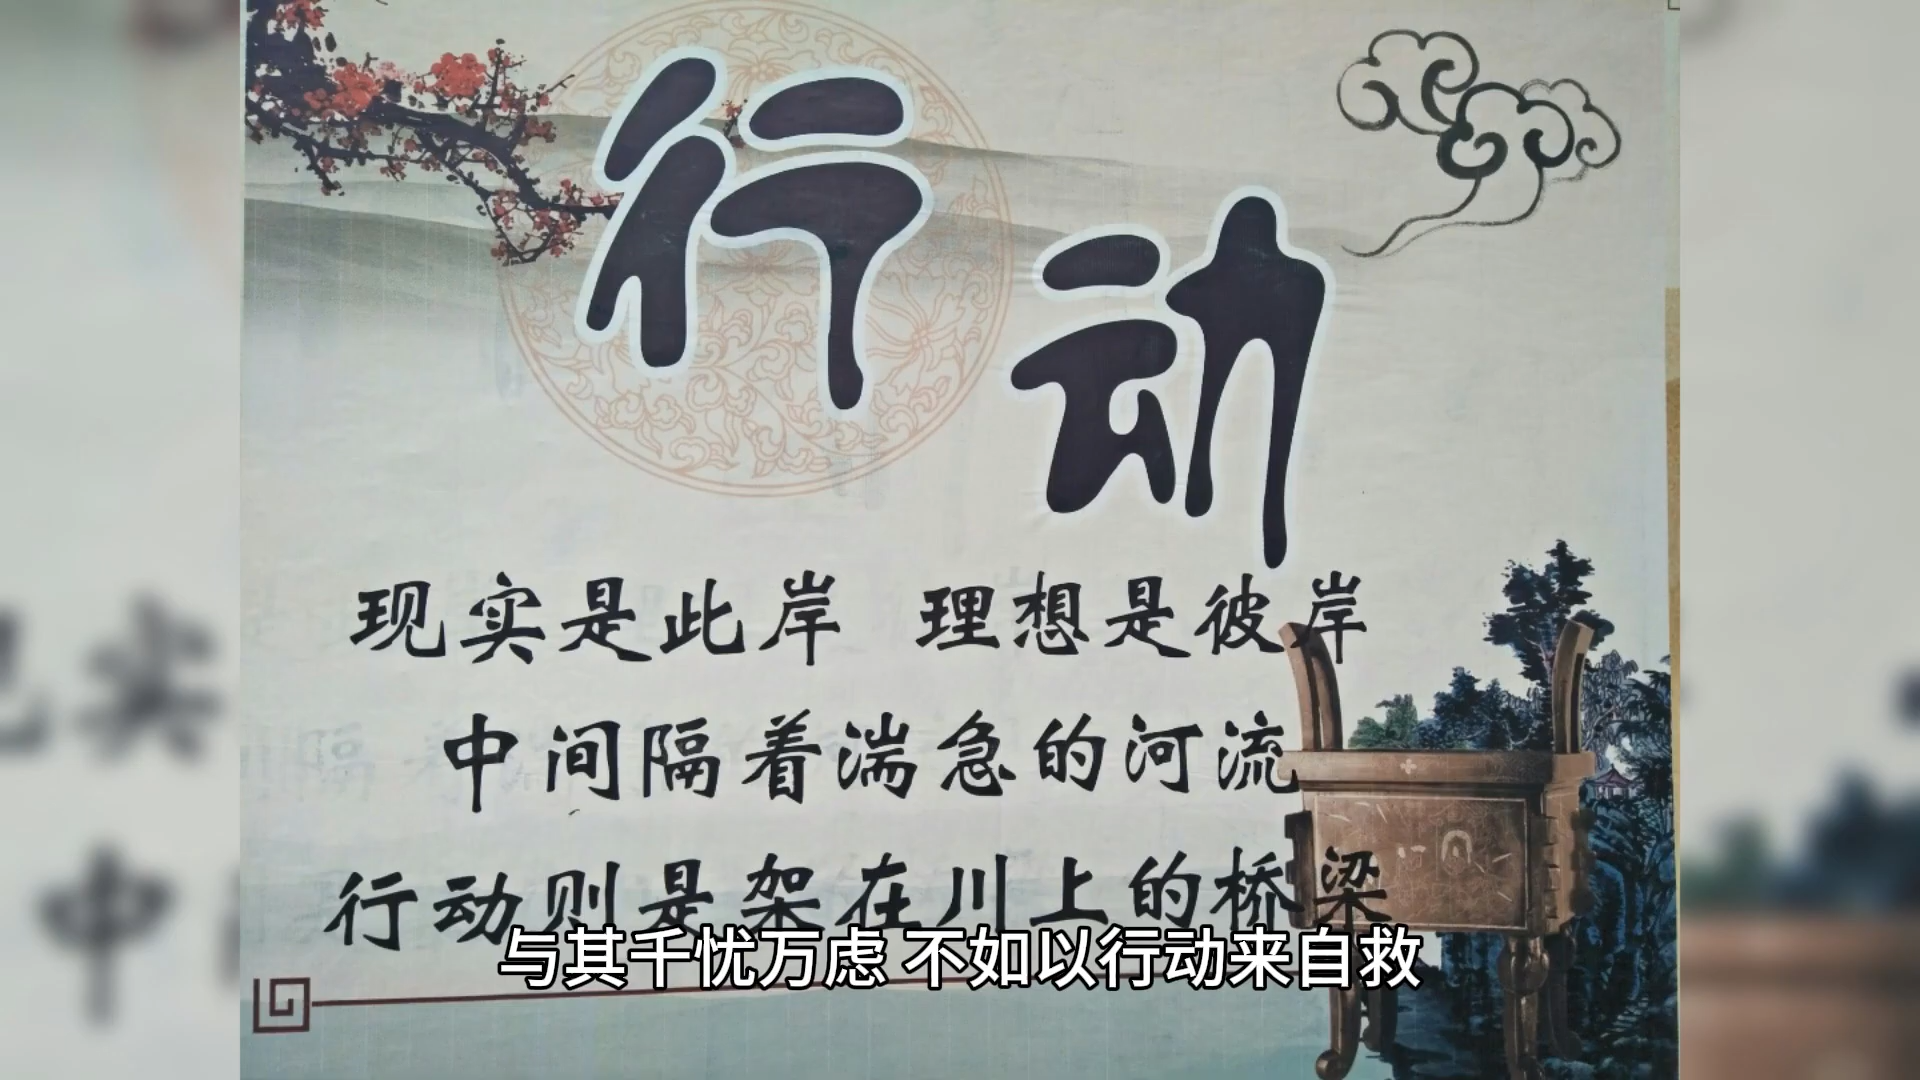 行动
现实是此岸 理想是彼岸
中间隔着湍急的河流
行动则是架在川上的桥梁
与其千忧万虑 不如以行动来自救